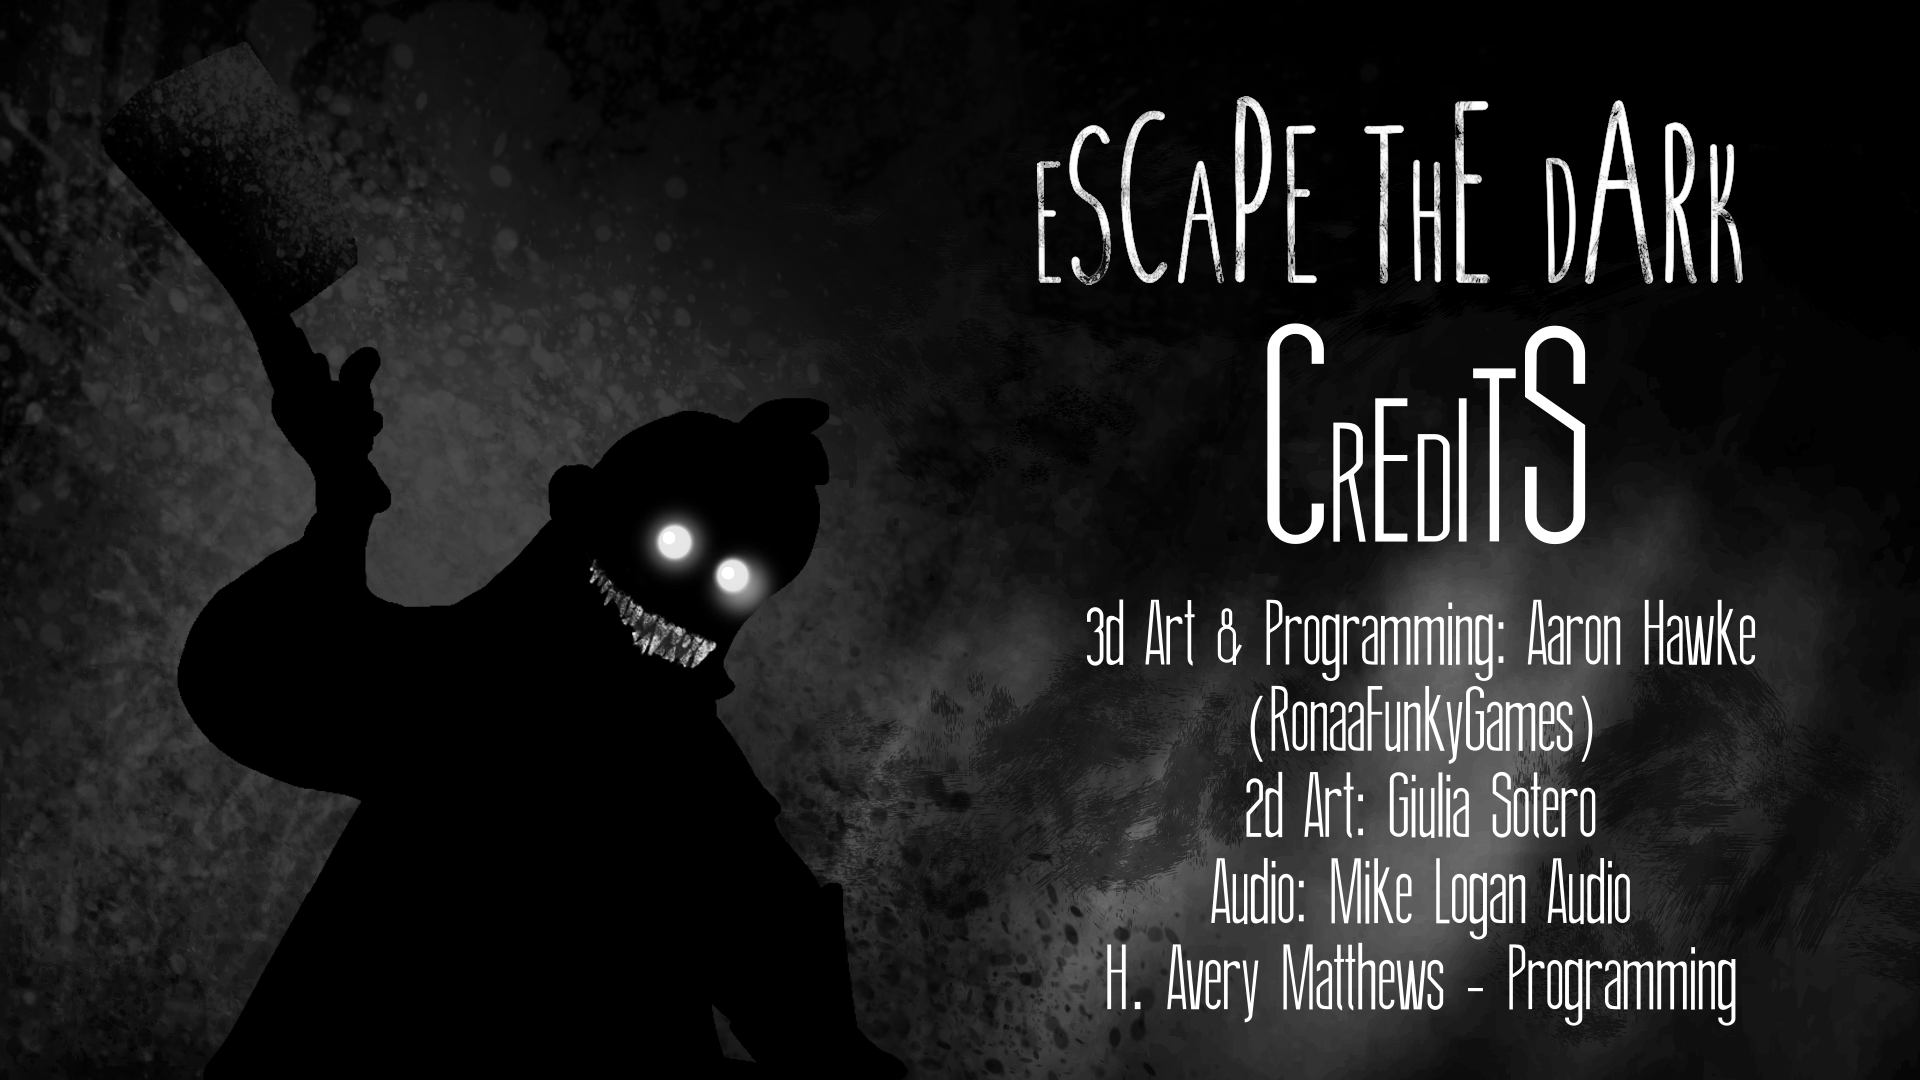 ESCAPE THE DARK
CREDITS
3d Art & Programming: Aaron Hawke
(RonaaFunkyGames)
2d Art: Giulia Sotero
Audio: Mike Logan Audio
H. Avery Matthews - Programming